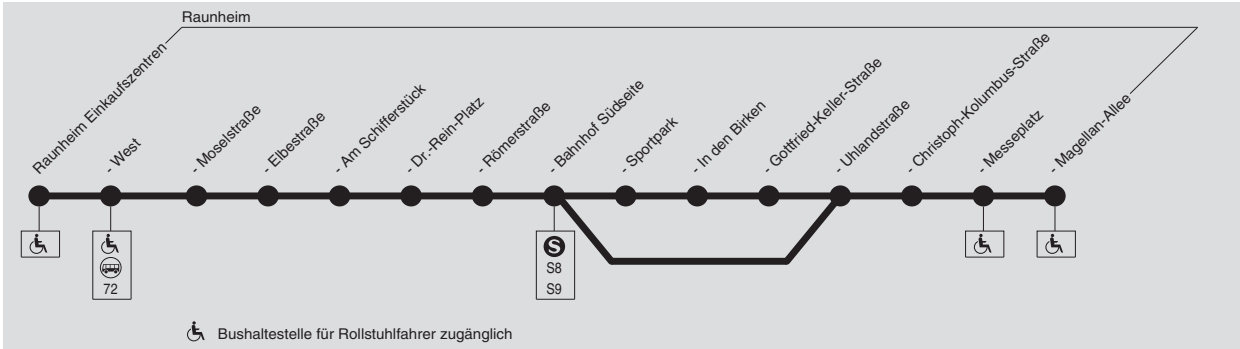 Raunheim
Raunheim Einkaufszentren
- West
- Moselstraße
- Elbestraße
- Am Schifferstück
- Dr.-Rein-Platz
- Römerstraße
- Bahnhof Südseite
- Sportpark
- In den Birken
- Gottfried-Keller-Straße
- Uhlandstraße
- Christoph-Kolumbus-Straße
- Messeplatz
- Magellan-Allee
72
S
S8
S9
Bushaltestelle für Rollstuhlfahrer zugänglich